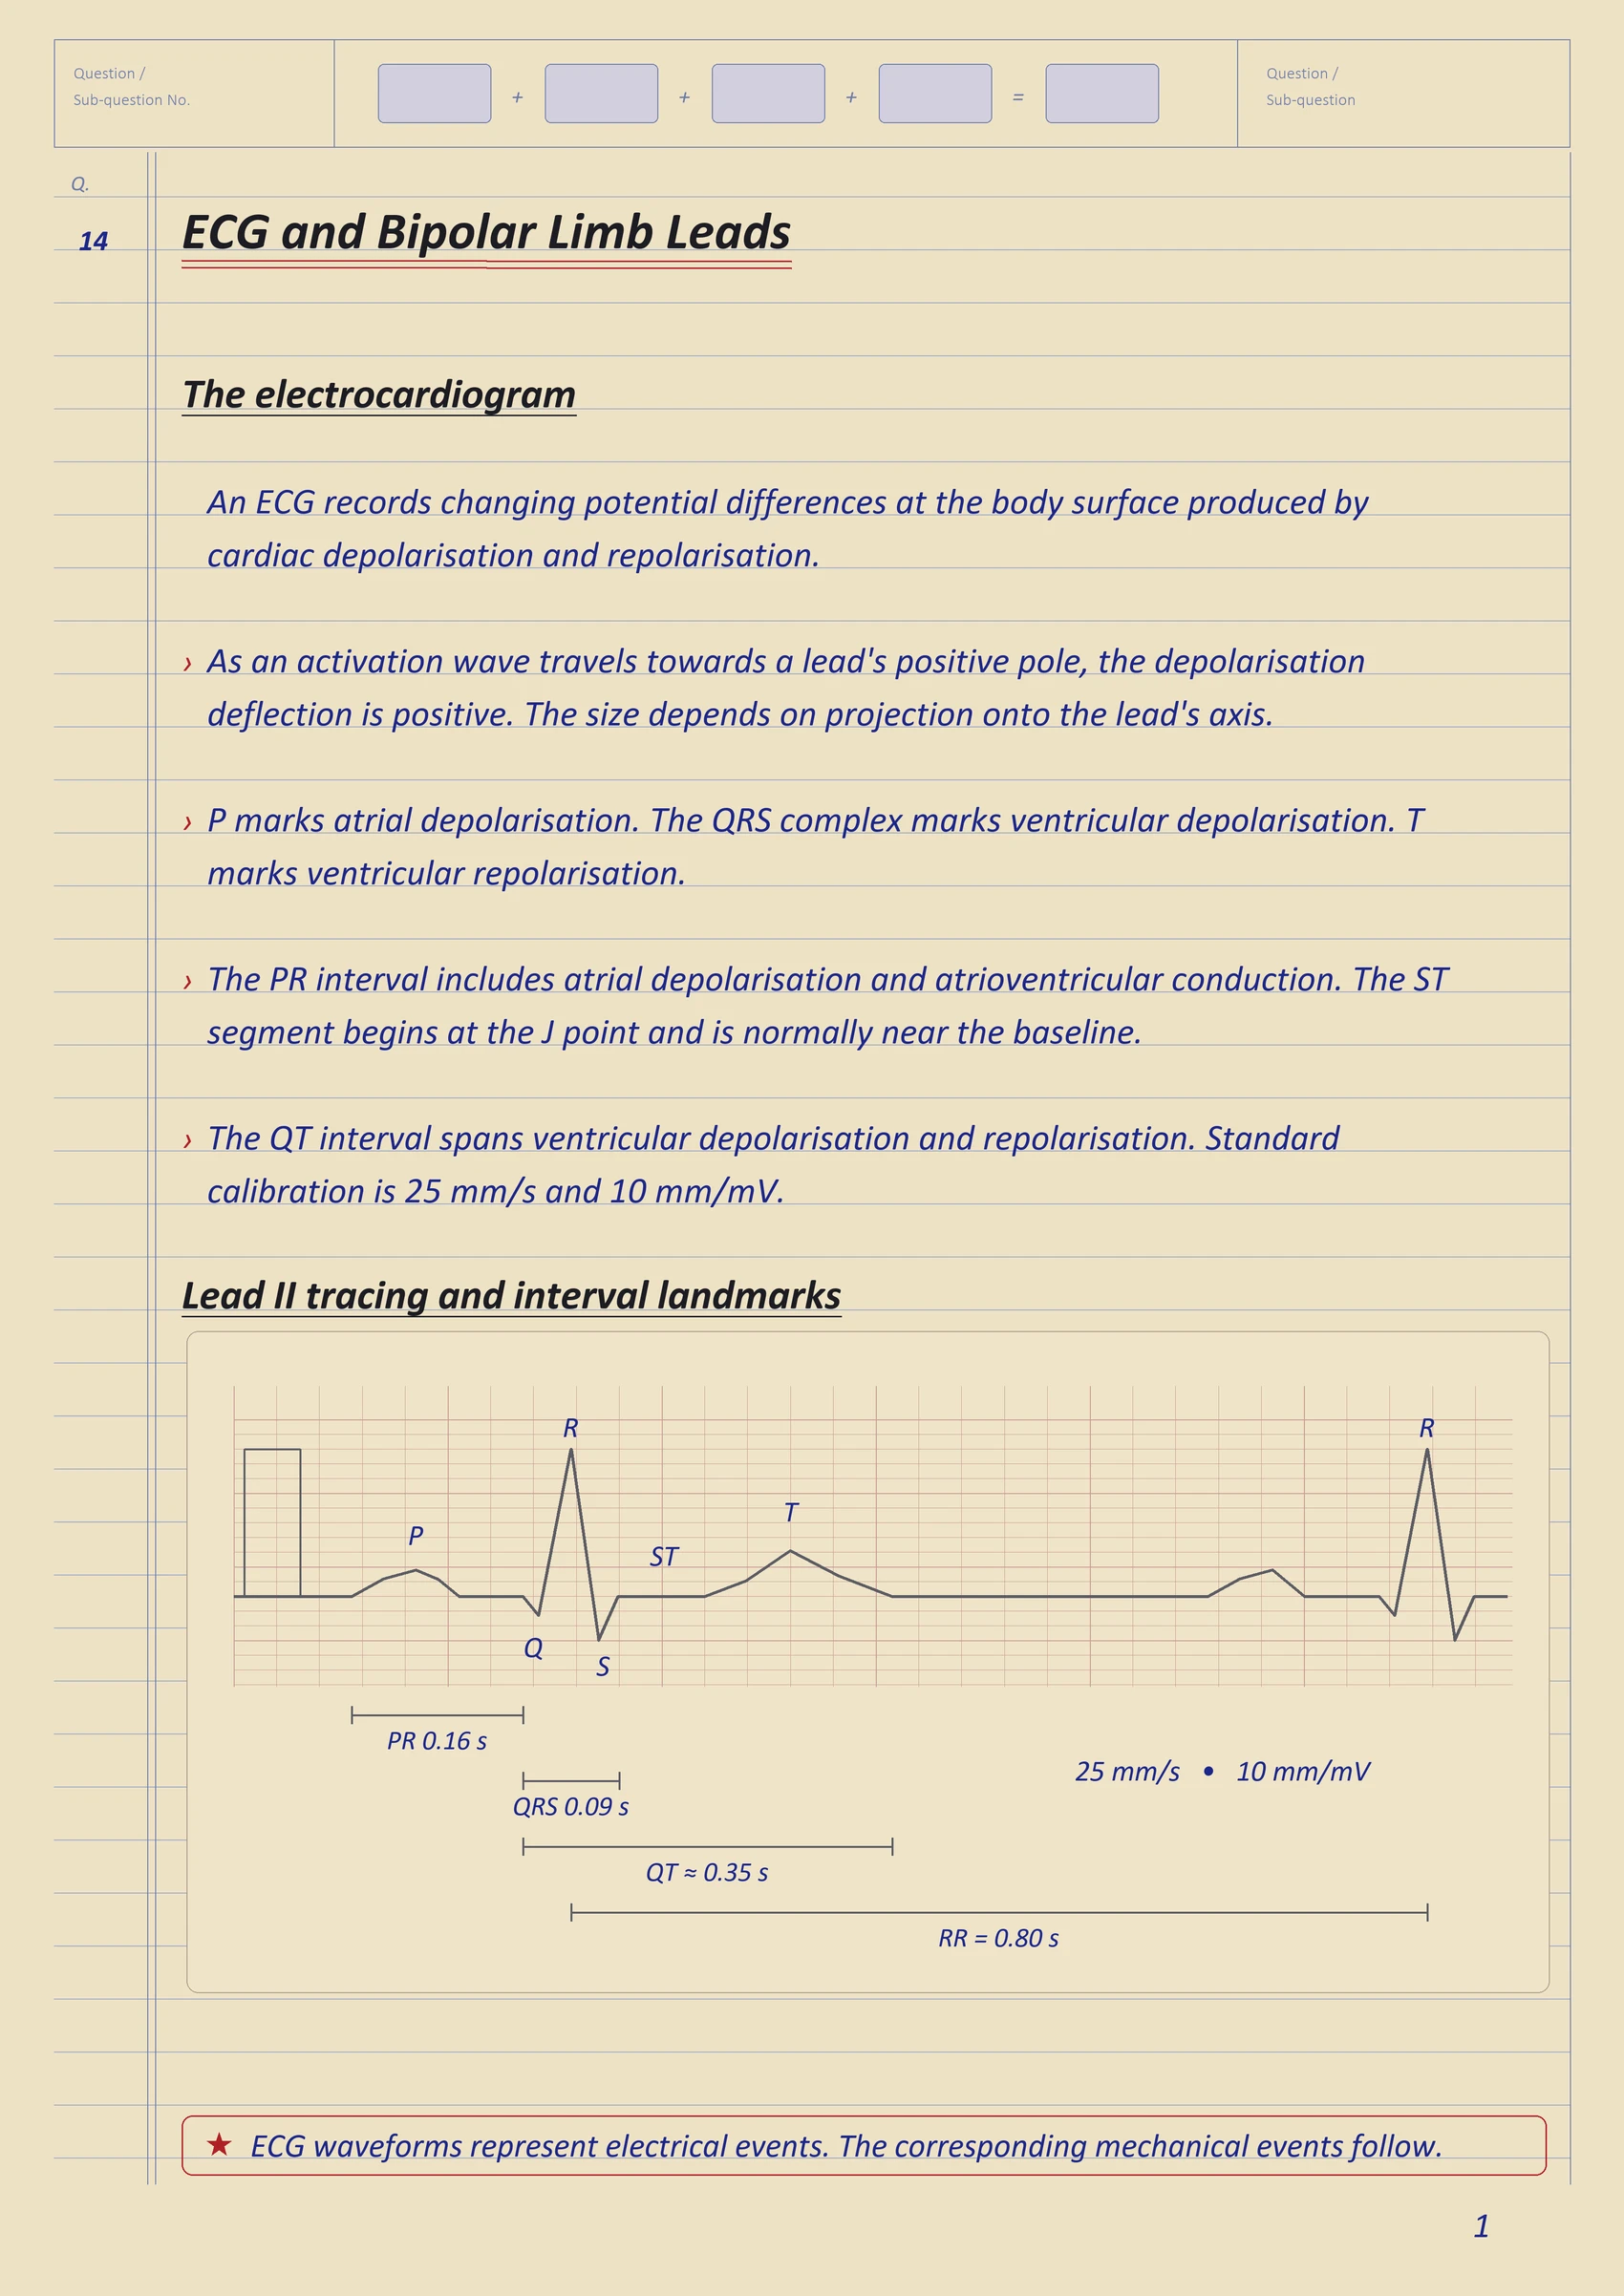 Question /
Sub-question No.
+ + + =
Question /
Sub-question
Q.
14
ECG and Bipolar Limb Leads
The electrocardiogram
An ECG records changing potential differences at the body surface produced by
cardiac depolarisation and repolarisation.
› As an activation wave travels towards a lead's positive pole, the depolarisation
deflection is positive. The size depends on projection onto the lead's axis.
› P marks atrial depolarisation. The QRS complex marks ventricular depolarisation. T
marks ventricular repolarisation.
› The PR interval includes atrial depolarisation and atrioventricular conduction. The ST
segment begins at the J point and is normally near the baseline.
› The QT interval spans ventricular depolarisation and repolarisation. Standard
calibration is 25 mm/s and 10 mm/mV.
Lead II tracing and interval landmarks
R
R
T
P
ST
Q
S
PR 0.16 s
25 mm/s • 10 mm/mV
QRS 0.09 s
QT ≈ 0.35 s
RR = 0.80 s
★ ECG waveforms represent electrical events. The corresponding mechanical events follow.
1